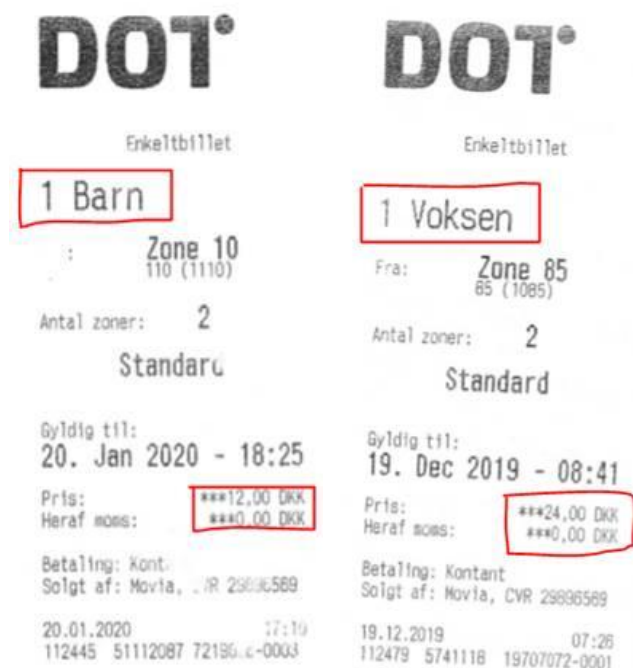 DOT
Enkeltbillet
1 Barn
: Zone 10
110 (1110)
Antal zoner: 2
Standard
Gyldig til:
20. Jan 2020 - 18:25
Pris: ***12,00 DKK
Heraf moms: ***0,00 DKK
Betaling:
Solgt af: Movia,
20.01.2020
112445 51112087
DOT
Enkeltbillet
1 Voksen
Fra: Zone 85
85 (1085)
Antal zoner: 2
Standard
Gyldig til:
19. Dec 2019 - 08:41
Pris: ***24,00 DKK
Heraf moms: ***0,00 DKK
Betaling: Kontant
Solgt af: Movia, CVR 29896569
19.12.2019 07:26
112479 5741118 19707072-0001